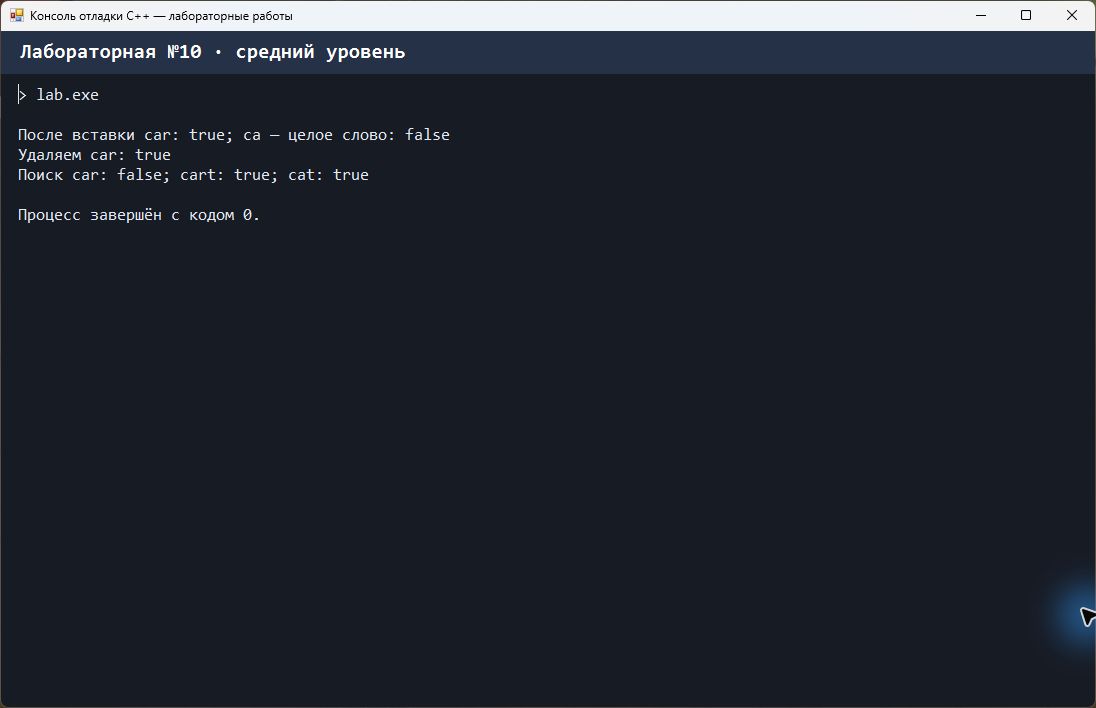 Консоль отладки C++ — лабораторные работы
Лабораторная №10 · средний уровень
> lab.exe
После вставки car: true; ca — целое слово: false
Удаляем car: true
Поиск car: false; cart: true; cat: true
Процесс завершён с кодом 0.